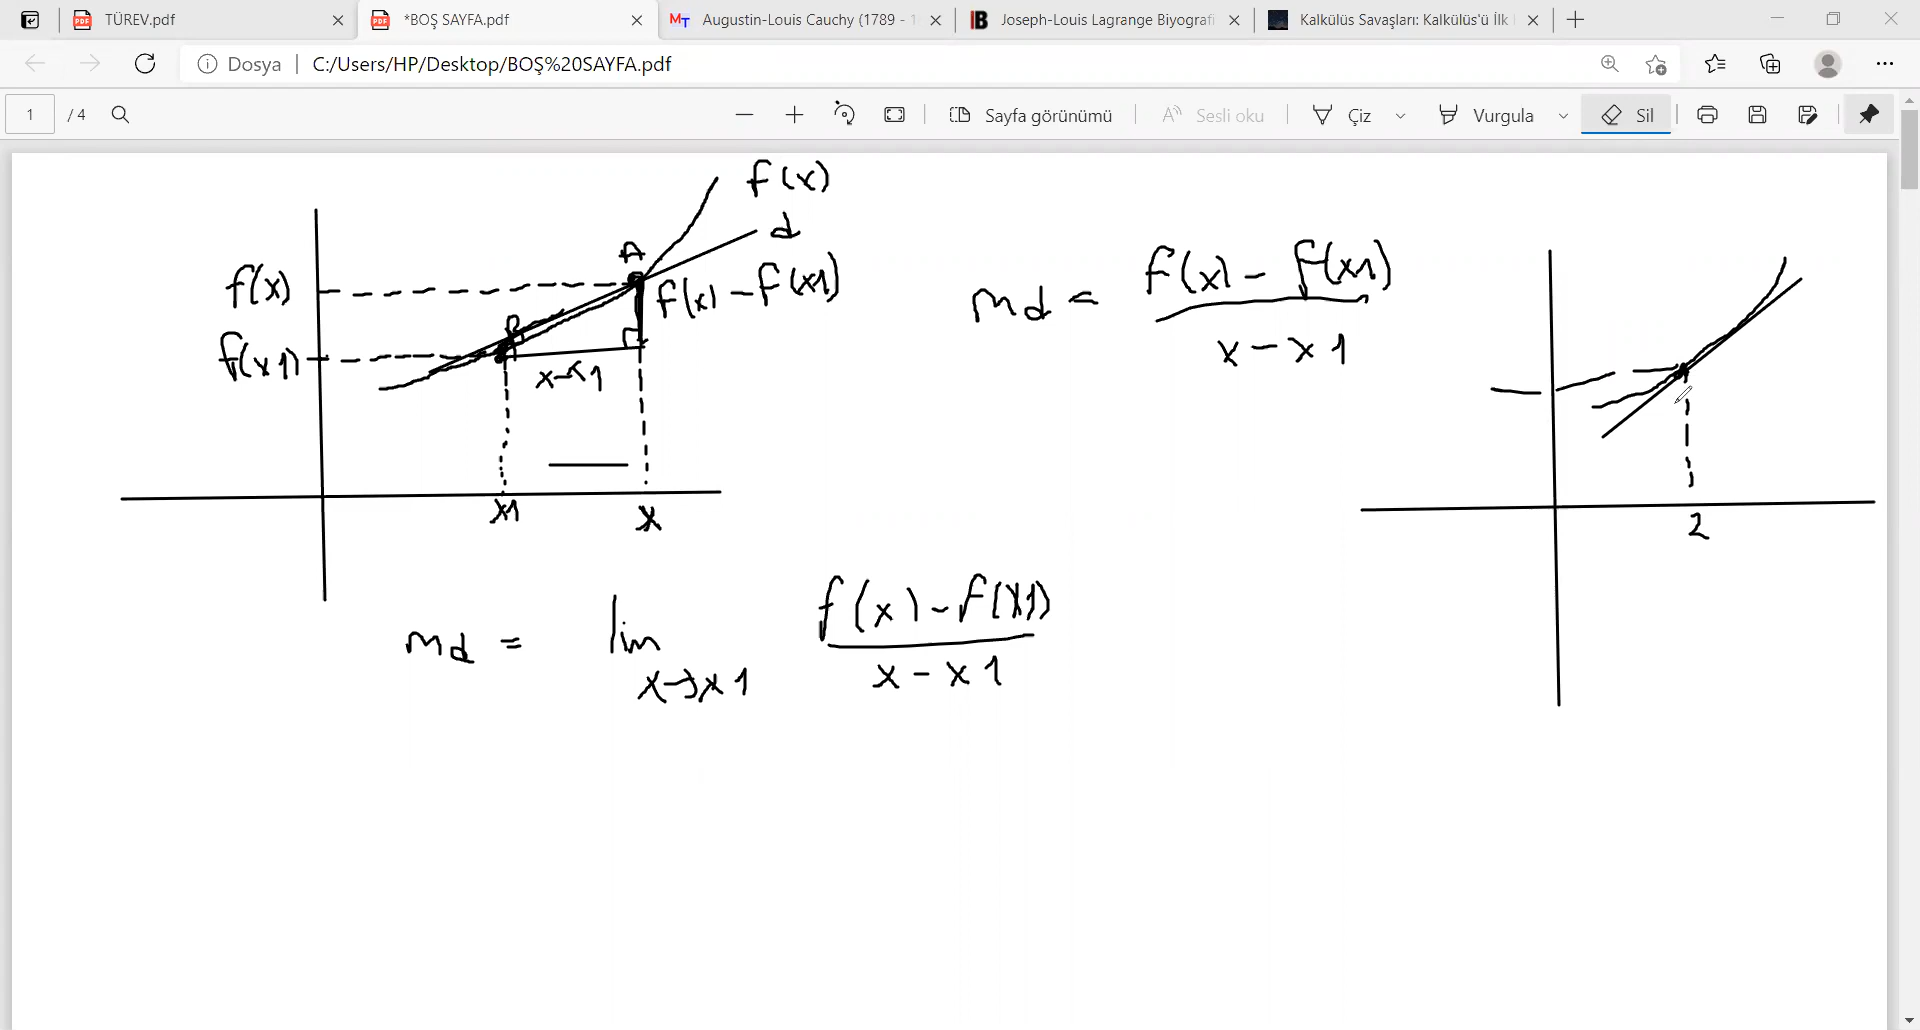 TÜREV.pdf
*BOŞ SAYFA.pdf
Augustin-Louis Cauchy (1789 - 1
Joseph-Louis Lagrange Biyografi
Kalkülüs Savaşları: Kalkülüs'ü İlk
Dosya
C:/Users/HP/Desktop/BOŞ%20SAYFA.pdf
1 / 4
Sayfa görünümü
Sesli oku
Çiz
Vurgula
Sil
f(x)
d
A
f(x)
f(x) - f(x1)
B
f(x1)
x-x1
x1
x
md = f(x) - f(x1)
x - x1
2
md = lim f(x) - f(x1)
x→x1 x - x1